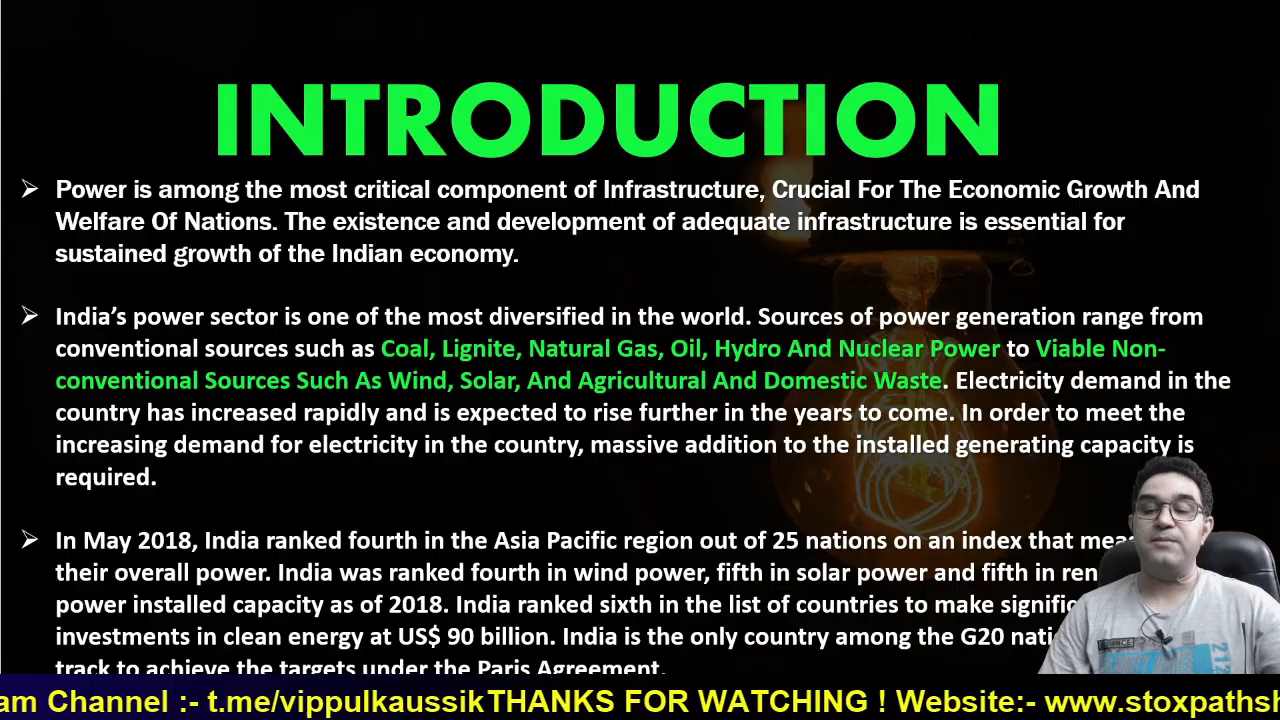 INTRODUCTION
➢ Power is among the most critical component of Infrastructure, Crucial For The Economic Growth And
Welfare Of Nations. The existence and development of adequate infrastructure is essential for
sustained growth of the Indian economy.
➢ India’s power sector is one of the most diversified in the world. Sources of power generation range from
conventional sources such as Coal, Lignite, Natural Gas, Oil, Hydro And Nuclear Power to Viable Non-
conventional Sources Such As Wind, Solar, And Agricultural And Domestic Waste. Electricity demand in the
country has increased rapidly and is expected to rise further in the years to come. In order to meet the
increasing demand for electricity in the country, massive addition to the installed generating capacity is
required.
➢ In May 2018, India ranked fourth in the Asia Pacific region out of 25 nations on an index that
their overall power. India was ranked fourth in wind power, fifth in solar power and fifth in
power installed capacity as of 2018. India ranked sixth in the list of countries to make
investments in clean energy at US$ 90 billion. India is the only country among the G20
track to achieve the targets under the Paris Agreement.
am Channel :- t.me/vippulkaussik THANKS FOR WATCHING ! Website:- www.stoxpathsh